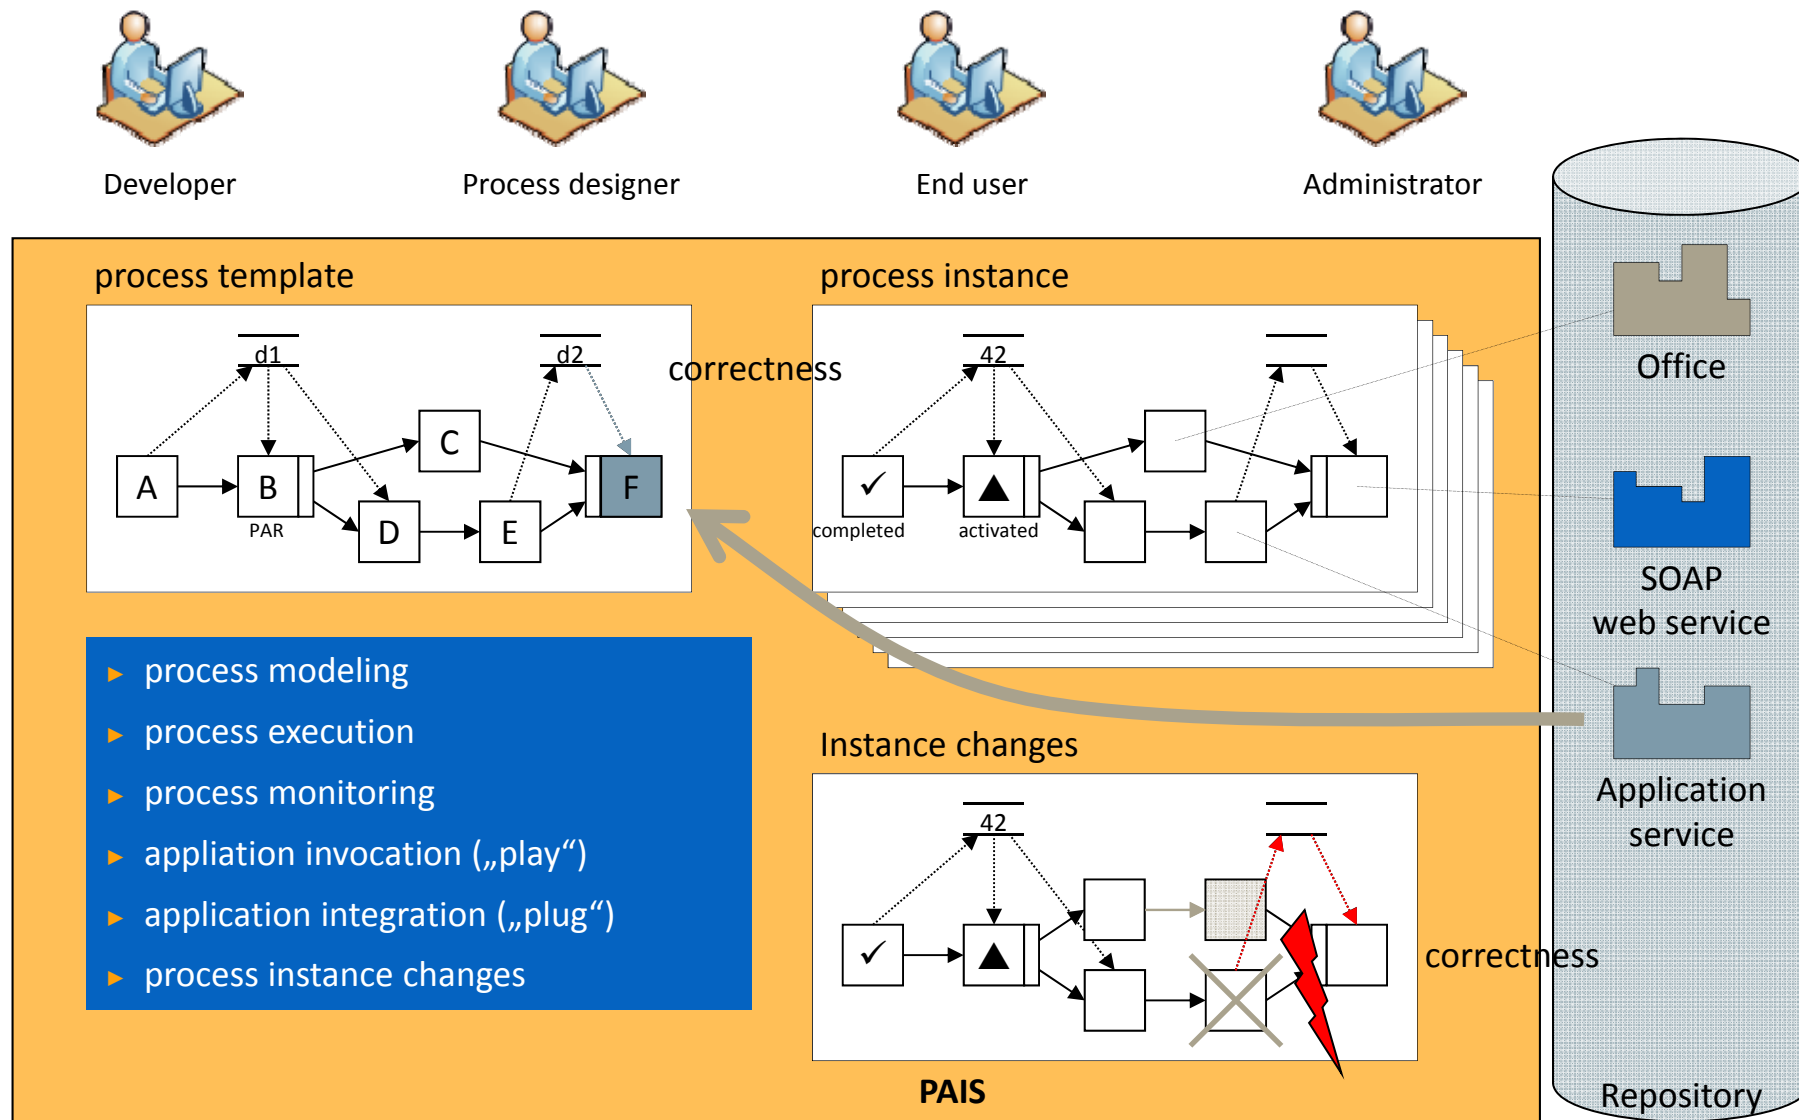 Developer
Process designer
End user
Administrator
process template
d1
d2
A
B
PAR
C
D
E
F
correctness
process instance
42
✓
completed
activated
Office
SOAP
web service
Application
service
Repository
▸ process modeling
▸ process execution
▸ process monitoring
▸ appliation invocation („play“)
▸ application integration („plug“)
▸ process instance changes
Instance changes
42
✓
correctness
PAIS